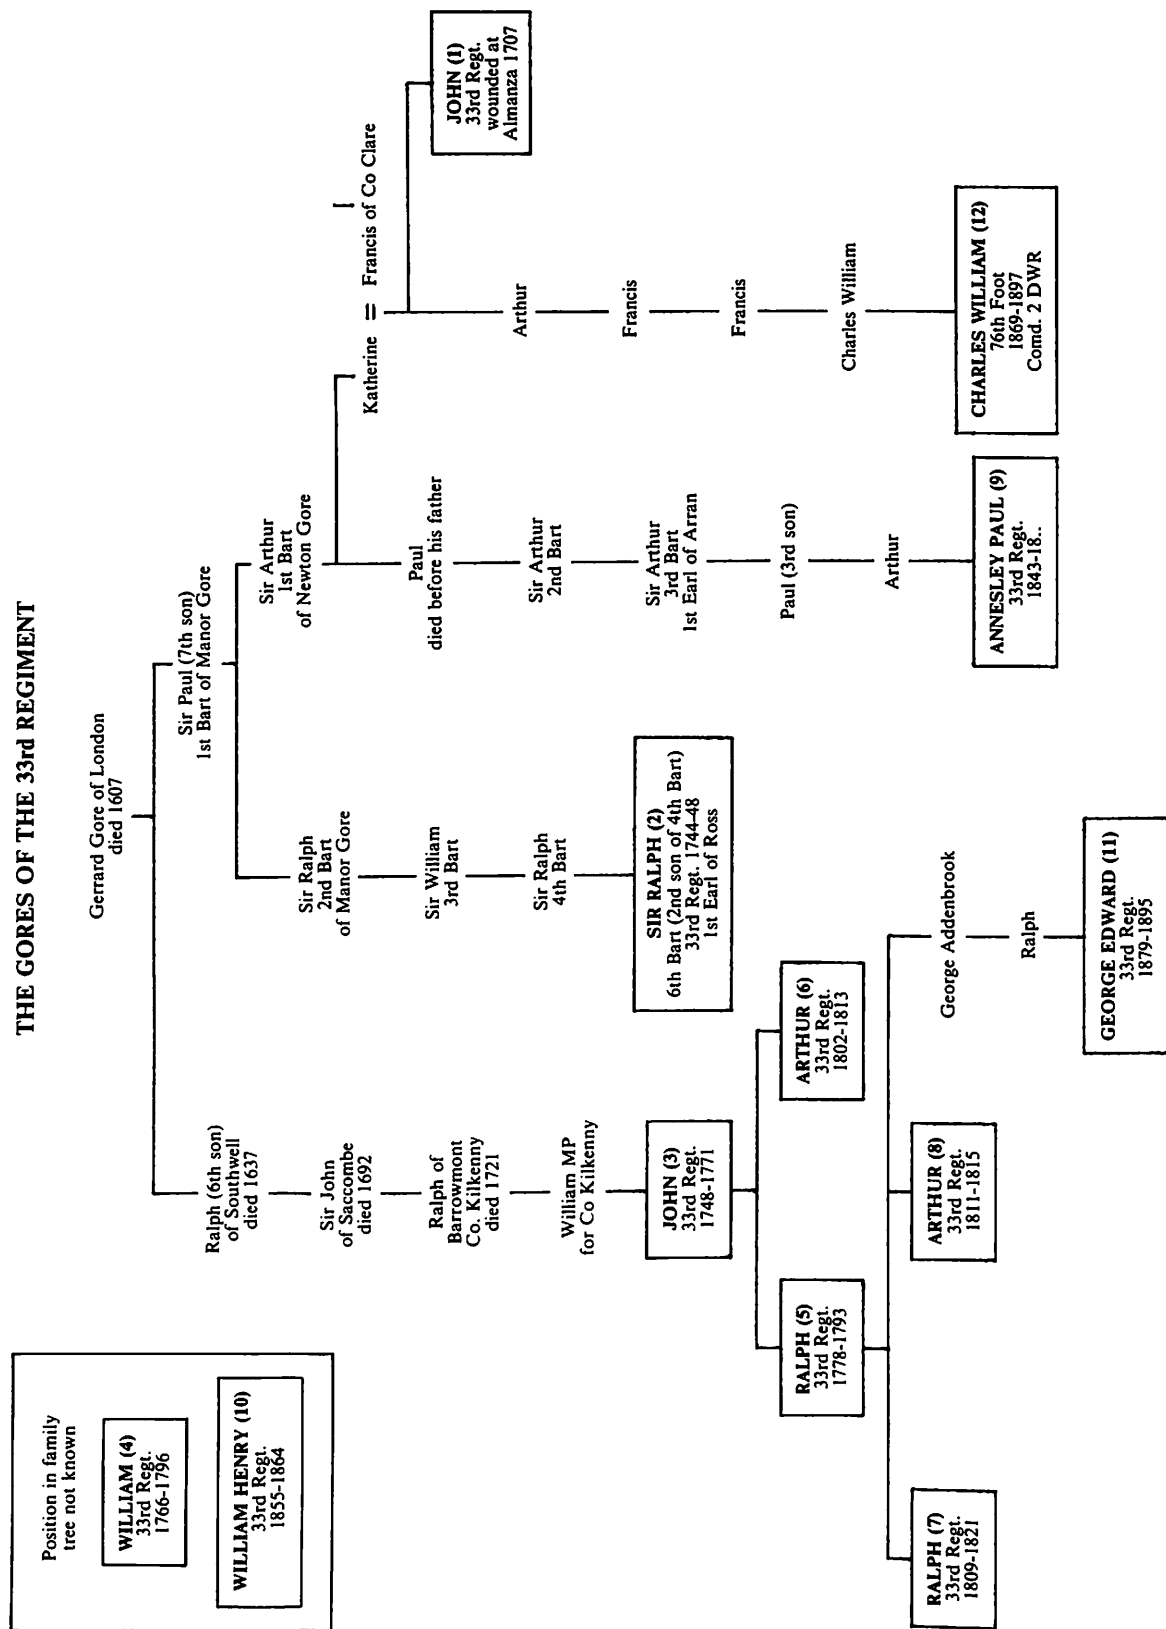 THE GORES OF THE 33rd REGIMENT
Gerrard Gore of London
died 1607
Position in family
tree not known
WILLIAM (4)
33rd Regt.
1766-1796
WILLIAM HENRY (10)
33rd Regt.
1855-1864
Ralph (6th son)
of Southwell
died 1637
Sir John
of Saccombe
died 1692
Ralph of
Barrowmont
Co. Kilkenny
died 1721
William MP
for Co Kilkenny
JOHN (3)
33rd Regt.
1748-1771
RALPH (5)
33rd Regt.
1778-1793
ARTHUR (6)
33rd Regt.
1802-1813
RALPH (7)
33rd Regt.
1809-1821
ARTHUR (8)
33rd Regt.
1811-1815
George Addenbrook
Ralph
GEORGE EDWARD (11)
33rd Regt.
1879-1895
Sir Paul (7th son)
1st Bart of Manor Gore
Sir Ralph
2nd Bart
of Manor Gore
Sir William
3rd Bart
Sir Ralph
4th Bart
SIR RALPH (2)
6th Bart (2nd son of 4th Bart)
33rd Regt. 1744-48
1st Earl of Ross
Sir Arthur
1st Bart
of Newton Gore
Paul
died before his father
Sir Arthur
2nd Bart
Sir Arthur
3rd Bart
1st Earl of Arran
Paul (3rd son)
Arthur
ANNESLEY PAUL (9)
33rd Regt.
1843-18..
Katherine = Francis of Co Clare
JOHN (1)
33rd Regt.
wounded at
Almanza 1707
Arthur
Francis
Francis
Charles William
CHARLES WILLIAM (12)
76th Foot
1869-1897
Comd. 2 DWR